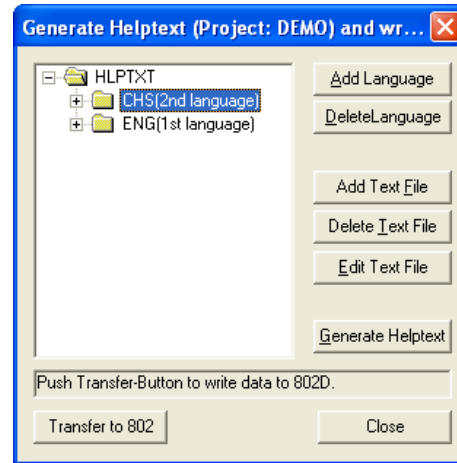 Generate Helptext (Project: DEMO) and wr...
HLPTXT
CHS(2nd language)
ENG(1st language)
Add Language
DeleteLanguage
Add Text File
Delete Text File
Edit Text File
Generate Helptext
Push Transfer-Button to write data to 802D.
Transfer to 802
Close